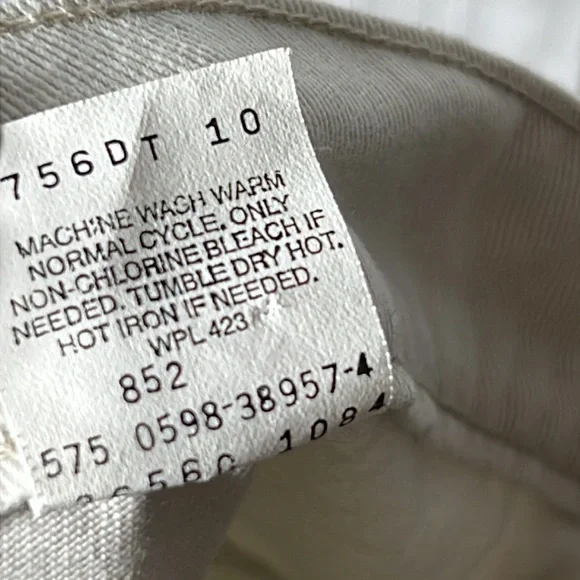 756DT 10
MACHINE WASH WARM
NORMAL CYCLE. ONLY
NON-CHLORINE BLEACH IF
NEEDED. TUMBLE DRY HOT.
HOT IRON IF NEEDED.
WPL 423
852
575 0598-38957-4
1084